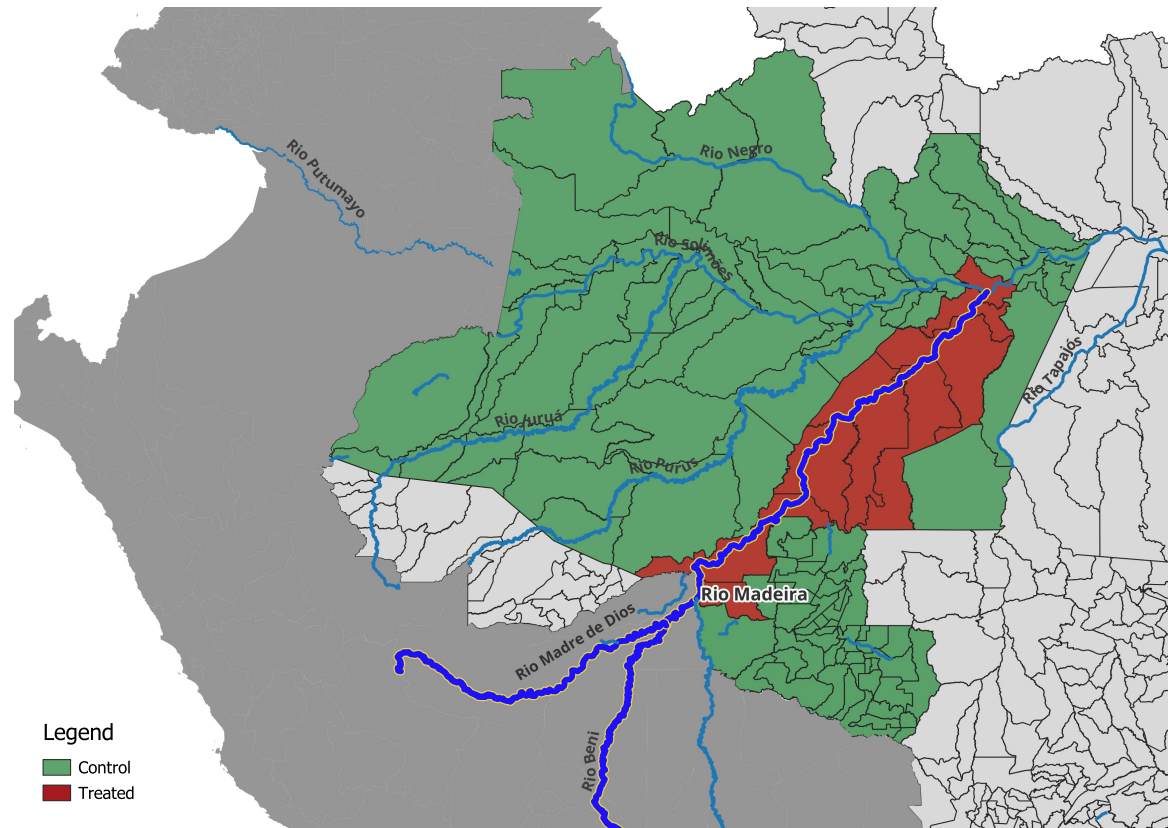 Rio Negro
Rio Putumayo
Rio Solimões
Rio Tapajós
Rio Juruá
Rio Purus
Rio Madeira
Rio Madre de Dios
Rio Beni
Legend
Control
Treated